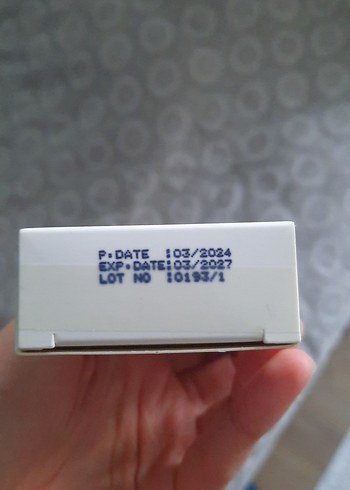 P.DATE :03/2024
EXP.DATE:03/2027
LOT NO :0193/1